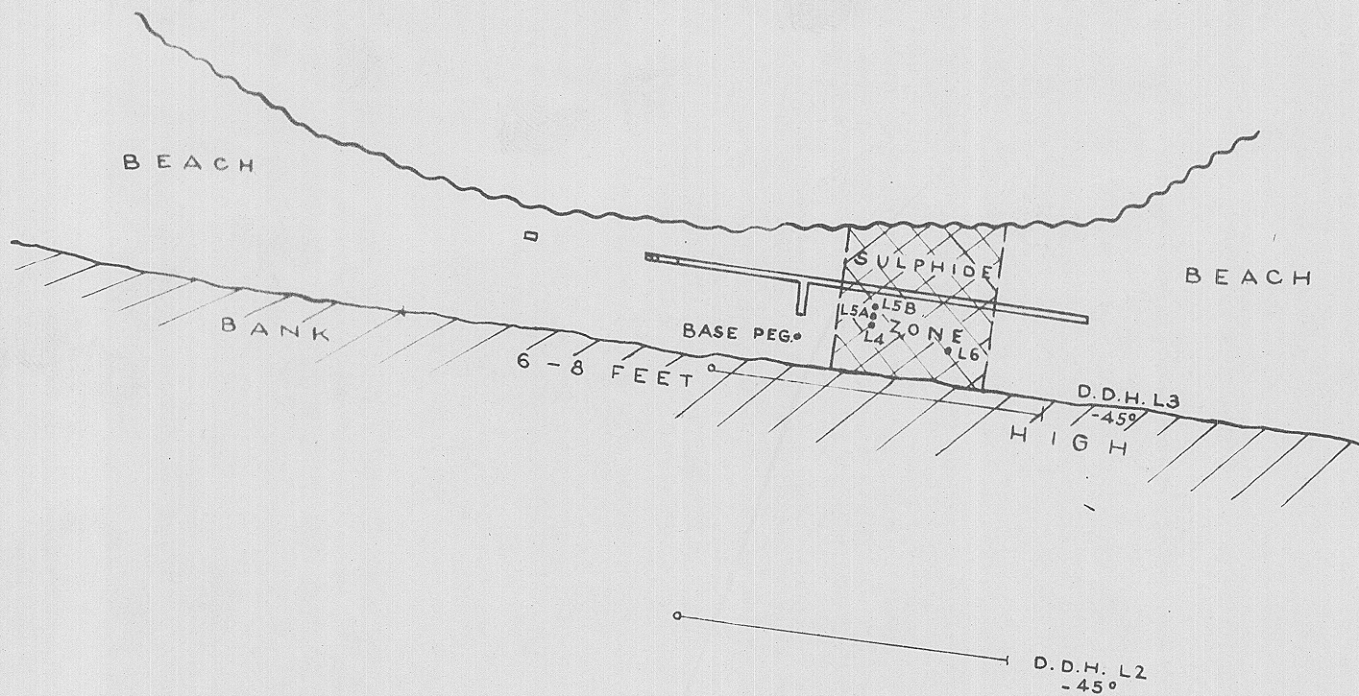 BEACH
BEACH
SULPHIDE
ZONE
L5B
L5A
L4
L6
BASE PEG.
BANK 6-8 FEET HIGH
D.D.H. L3
-45°
D.D.H. L2
-45°